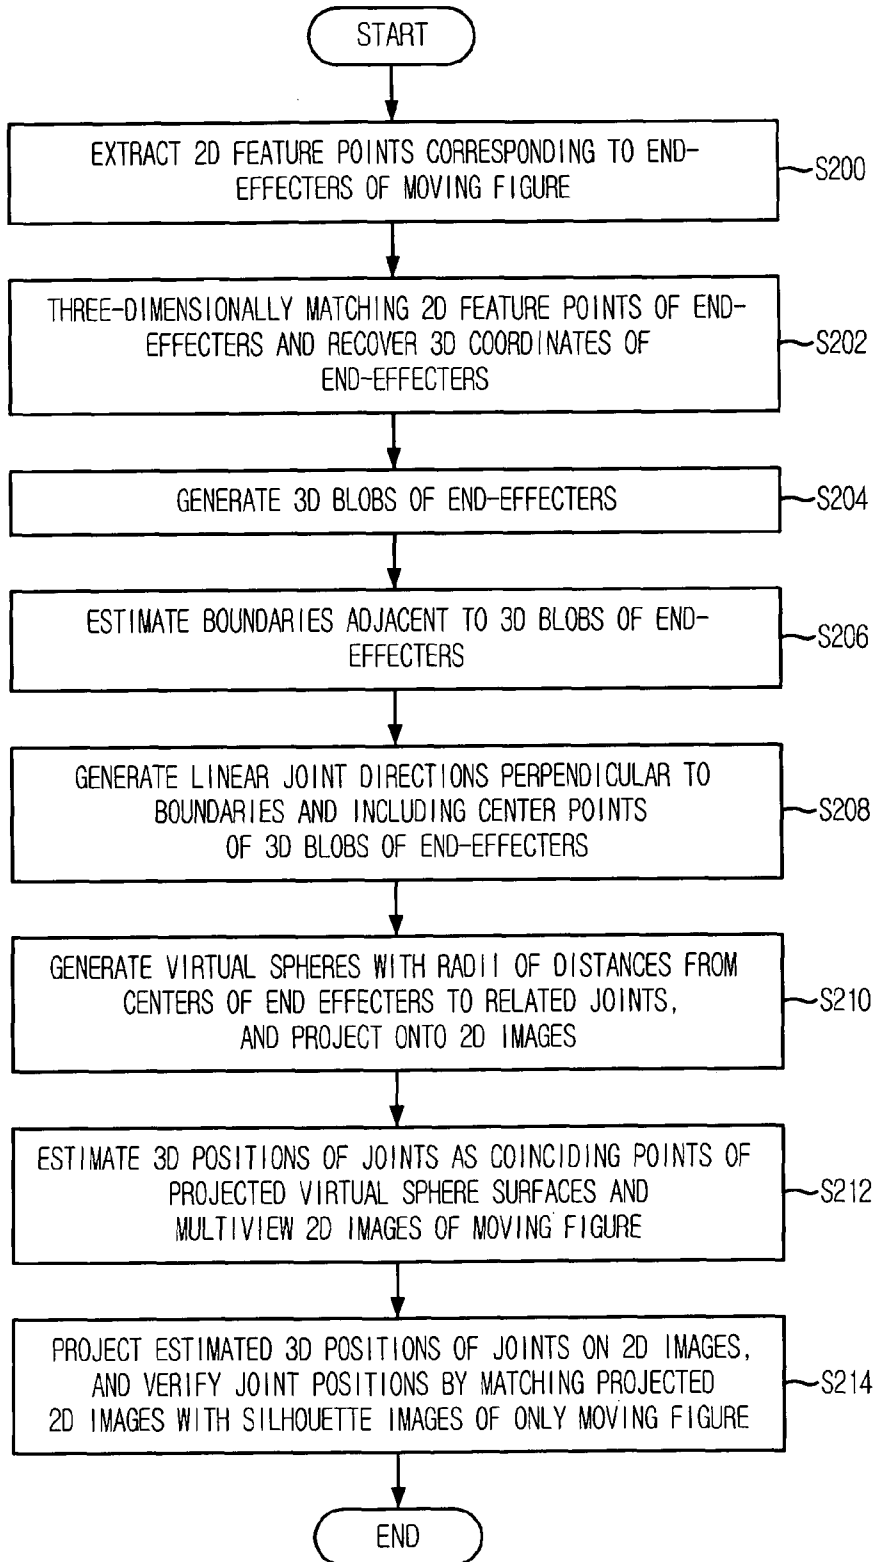 START
EXTRACT 2D FEATURE POINTS CORRESPONDING TO END-
EFFECTERS OF MOVING FIGURE
S200
THREE-DIMENSIONALLY MATCHING 2D FEATURE POINTS OF END-
EFFECTERS AND RECOVER 3D COORDINATES OF
END-EFFECTERS
S202
GENERATE 3D BLOBS OF END-EFFECTERS
S204
ESTIMATE BOUNDARIES ADJACENT TO 3D BLOBS OF END-
EFFECTERS
S206
GENERATE LINEAR JOINT DIRECTIONS PERPENDICULAR TO
BOUNDARIES AND INCLUDING CENTER POINTS
OF 3D BLOBS OF END-EFFECTERS
S208
GENERATE VIRTUAL SPHERES WITH RADII OF DISTANCES FROM
CENTERS OF END EFFECTERS TO RELATED JOINTS,
AND PROJECT ONTO 2D IMAGES
S210
ESTIMATE 3D POSITIONS OF JOINTS AS COINCIDING POINTS OF
PROJECTED VIRTUAL SPHERE SURFACES AND
MULTIVIEW 2D IMAGES OF MOVING FIGURE
S212
PROJECT ESTIMATED 3D POSITIONS OF JOINTS ON 2D IMAGES,
AND VERIFY JOINT POSITIONS BY MATCHING PROJECTED
2D IMAGES WITH SILHOUETTE IMAGES OF ONLY MOVING FIGURE
S214
END